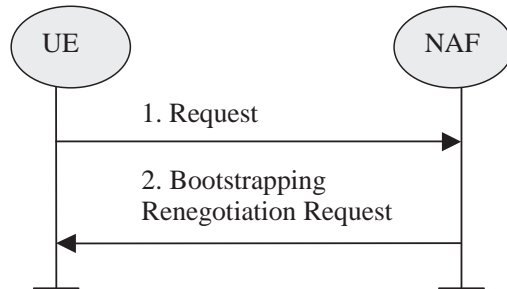 UE
NAF
1. Request
2. Bootstrapping
Renegotiation Request